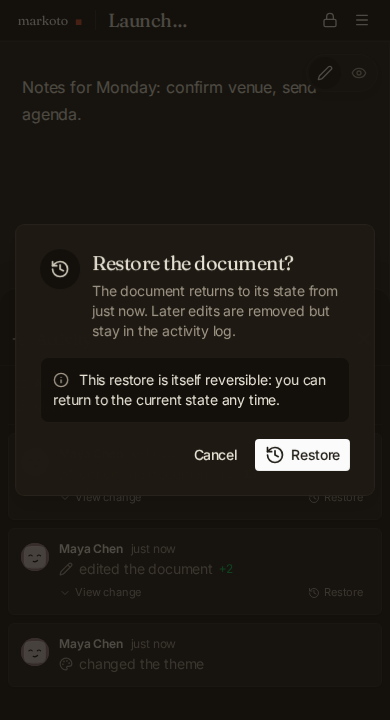 markoto
Launch...
Notes for Monday: confirm venue, send
agenda.
Restore the document?
The document returns to its state from
just now. Later edits are removed but
stay in the activity log.
This restore is itself reversible: you can
return to the current state any time.
Cancel
Restore
View change
Restore
Maya Chen just now
edited the document +2
View change
Restore
Maya Chen just now
changed the theme